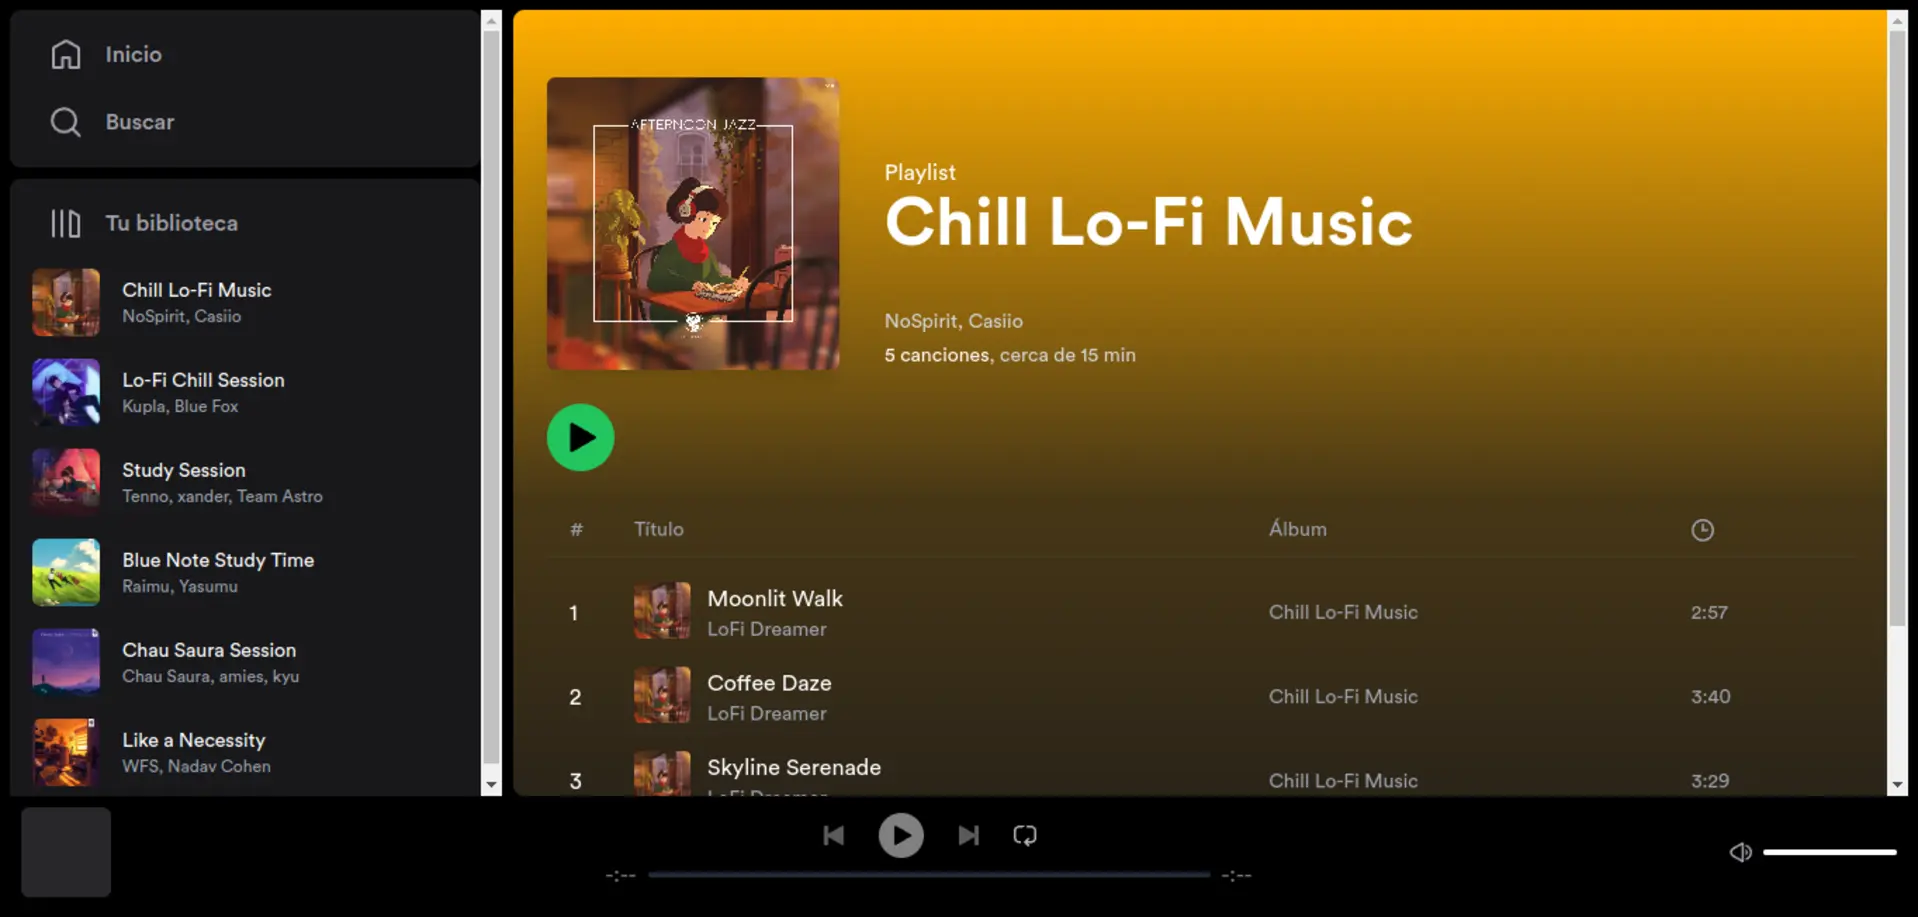 Inicio
Buscar
Tu biblioteca
Chill Lo-Fi Music
NoSpirit, Casiio
Lo-Fi Chill Session
Kupla, Blue Fox
Study Session
Tenno, xander, Team Astro
Blue Note Study Time
Raimu, Yasumu
Chau Saura Session
Chau Saura, amies, kyu
Like a Necessity
WFS, Nadav Cohen
AFTERNOON JAZZ
Playlist
Chill Lo-Fi Music
NoSpirit, Casiio
5 canciones, cerca de 15 min
# Título Álbum
1 Moonlit Walk Chill Lo-Fi Music 2:57
LoFi Dreamer
2 Coffee Daze Chill Lo-Fi Music 3:40
LoFi Dreamer
3 Skyline Serenade Chill Lo-Fi Music 3:29
LoFi Dreamer
-:-- -:--